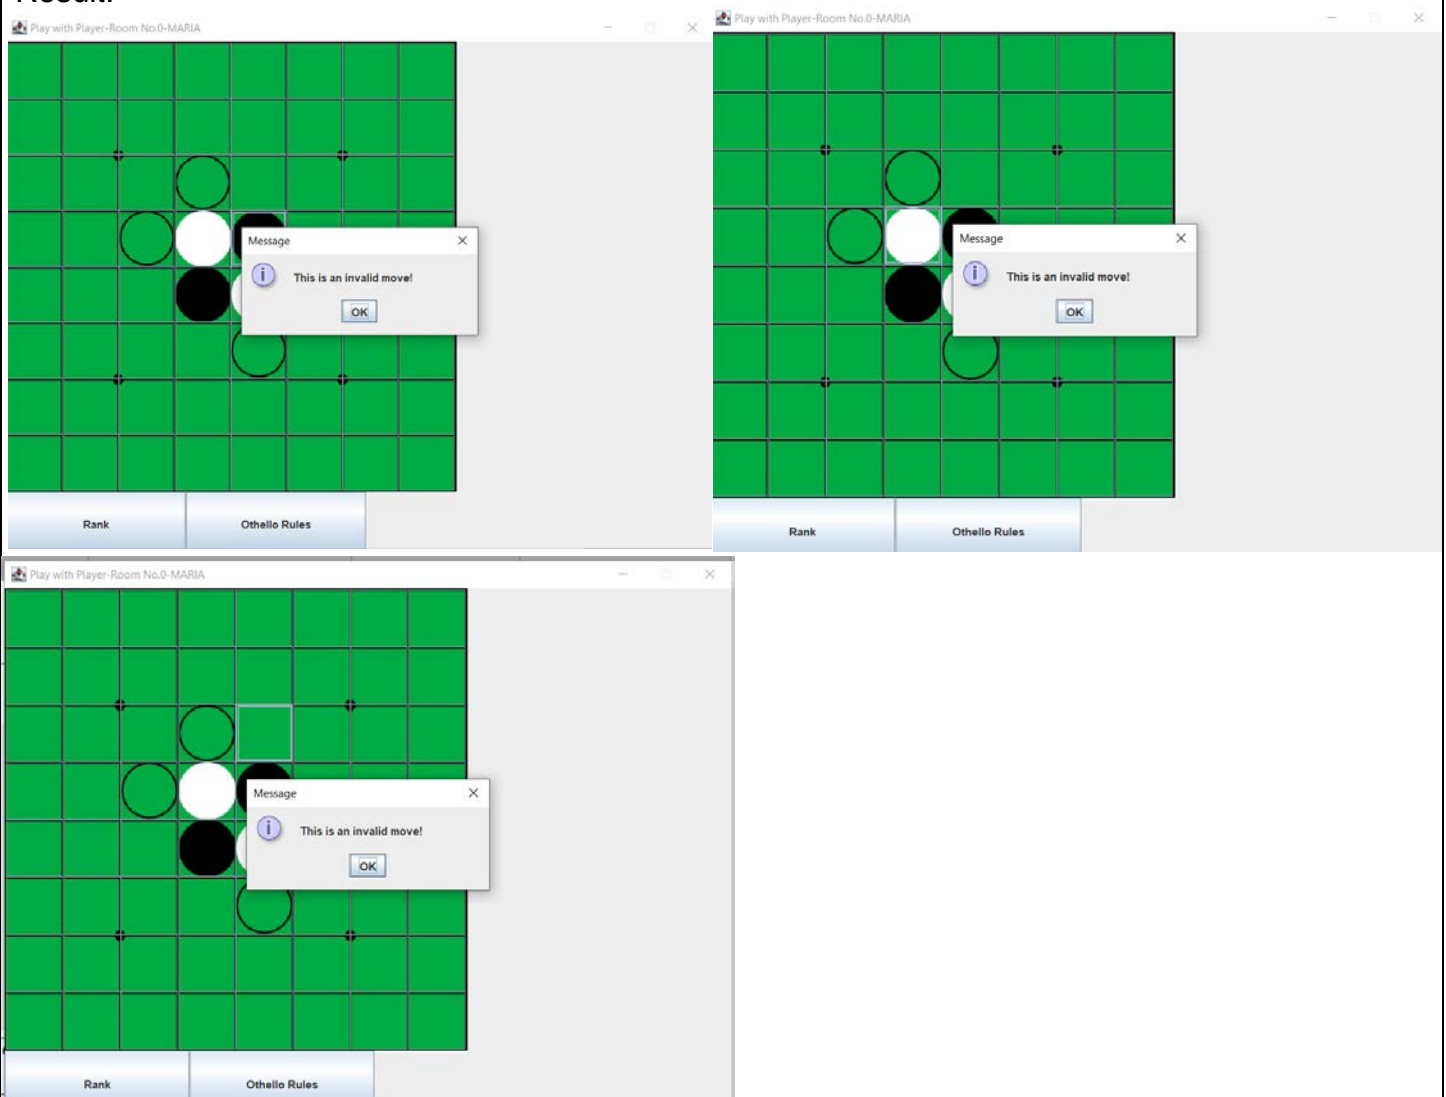 Result:
Play with Player-Room No.0-MARIA
Message
This is an invalid move!
OK
Rank
Othello Rules
Play with Player-Room No.0-MARIA
Message
This is an invalid move!
OK
Rank
Othello Rules
Play with Player-Room No.0-MARIA
Message
This is an invalid move!
OK
Rank
Othello Rules